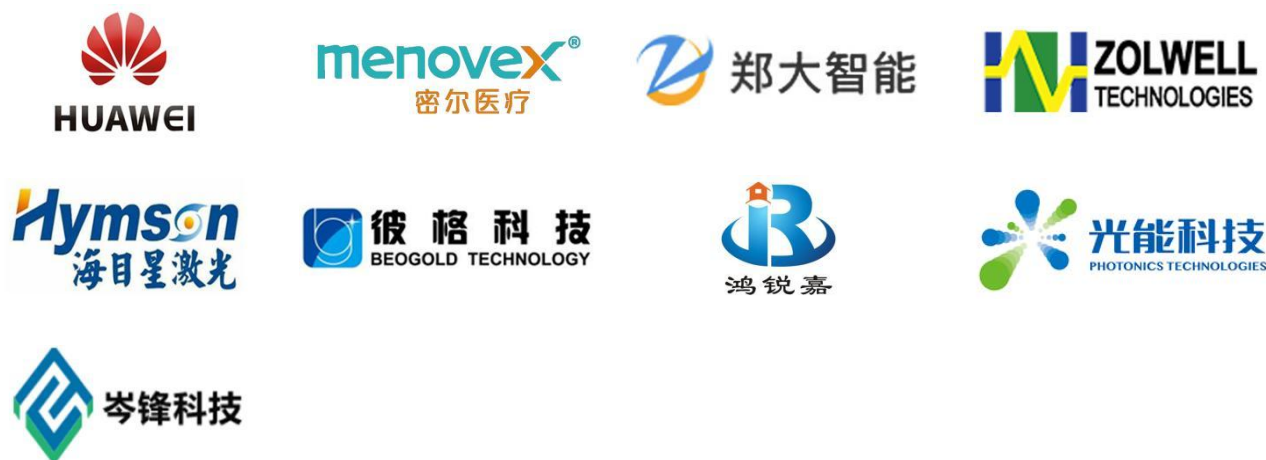 HUAWEI
menovex®
密尔医疗
郑大智能
ZOLWELL
TECHNOLOGIES
Hymson
海目星激光
彼格科技
BEOGOLD TECHNOLOGY
鸿锐嘉
光能科技
PHOTONICS TECHNOLOGIES
岑锋科技